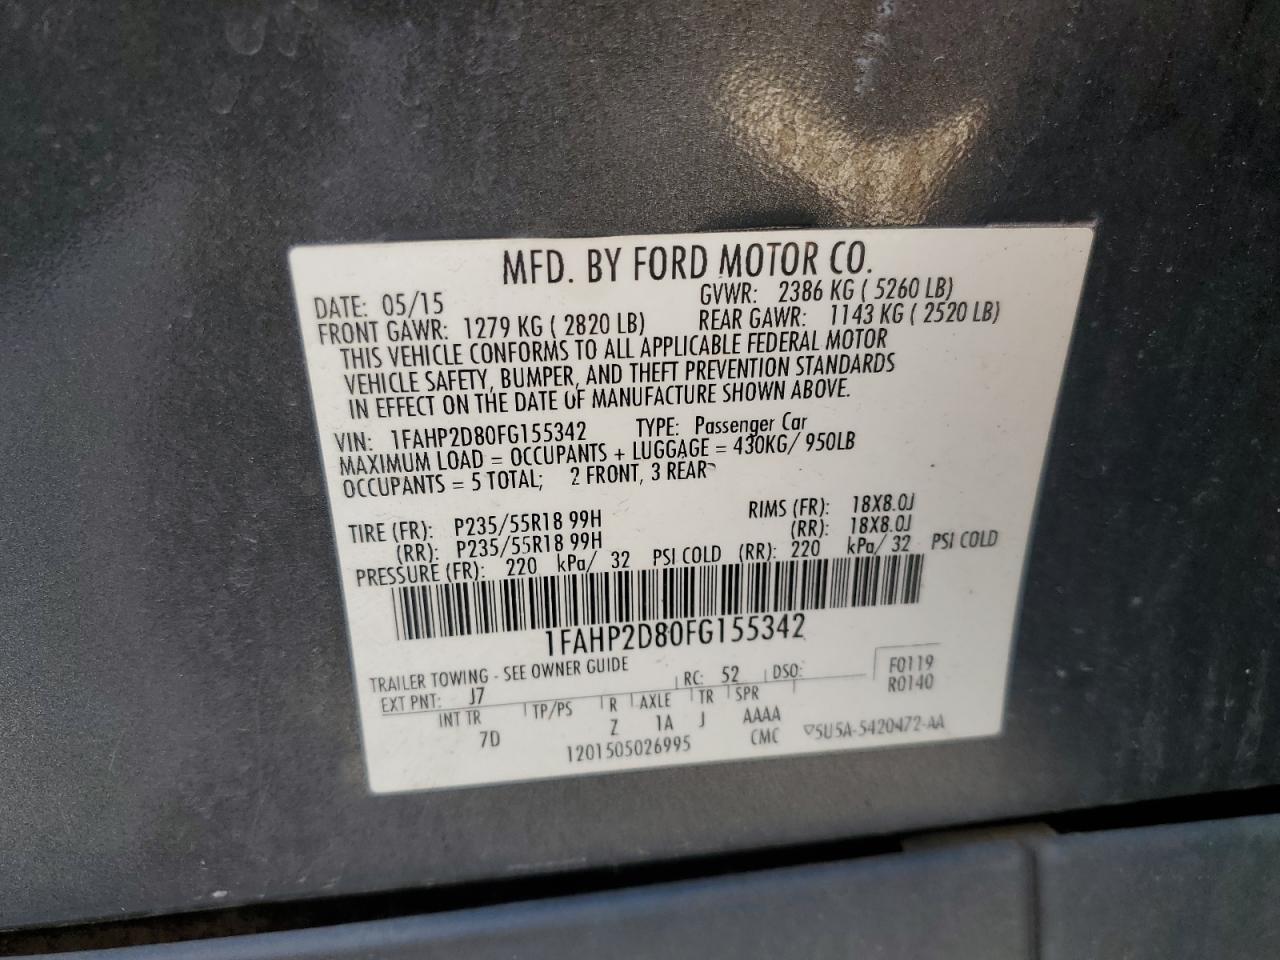 MFD. BY FORD MOTOR CO.
DATE: 05/15 GVWR: 2386 KG ( 5260 LB)
FRONT GAWR: 1279 KG ( 2820 LB) REAR GAWR: 1143 KG ( 2520 LB)
THIS VEHICLE CONFORMS TO ALL APPLICABLE FEDERAL MOTOR
VEHICLE SAFETY, BUMPER, AND THEFT PREVENTION STANDARDS
IN EFFECT ON THE DATE OF MANUFACTURE SHOWN ABOVE.
VIN: 1FAHP2D80FG155342 TYPE: Passenger Car
MAXIMUM LOAD = OCCUPANTS + LUGGAGE = 430KG/ 950LB
OCCUPANTS = 5 TOTAL; 2 FRONT, 3 REAR
TIRE (FR): P235/55R18 99H RIMS (FR): 18X8.0J
(RR): P235/55R18 99H (RR): 18X8.0J
PRESSURE (FR): 220 kPa/ 32 PSI COLD (RR): 220 kPa/ 32 PSI COLD
1FAHP2D80FG155342
TRAILER TOWING - SEE OWNER GUIDE
EXT PNT: J7 RC: 52 DSO: F0119
R0140
INT TR TP/PS R AXLE TR SPR
7D Z 1A J AAAA
1201505026995 CMC ▽5U5A-5420472-AA